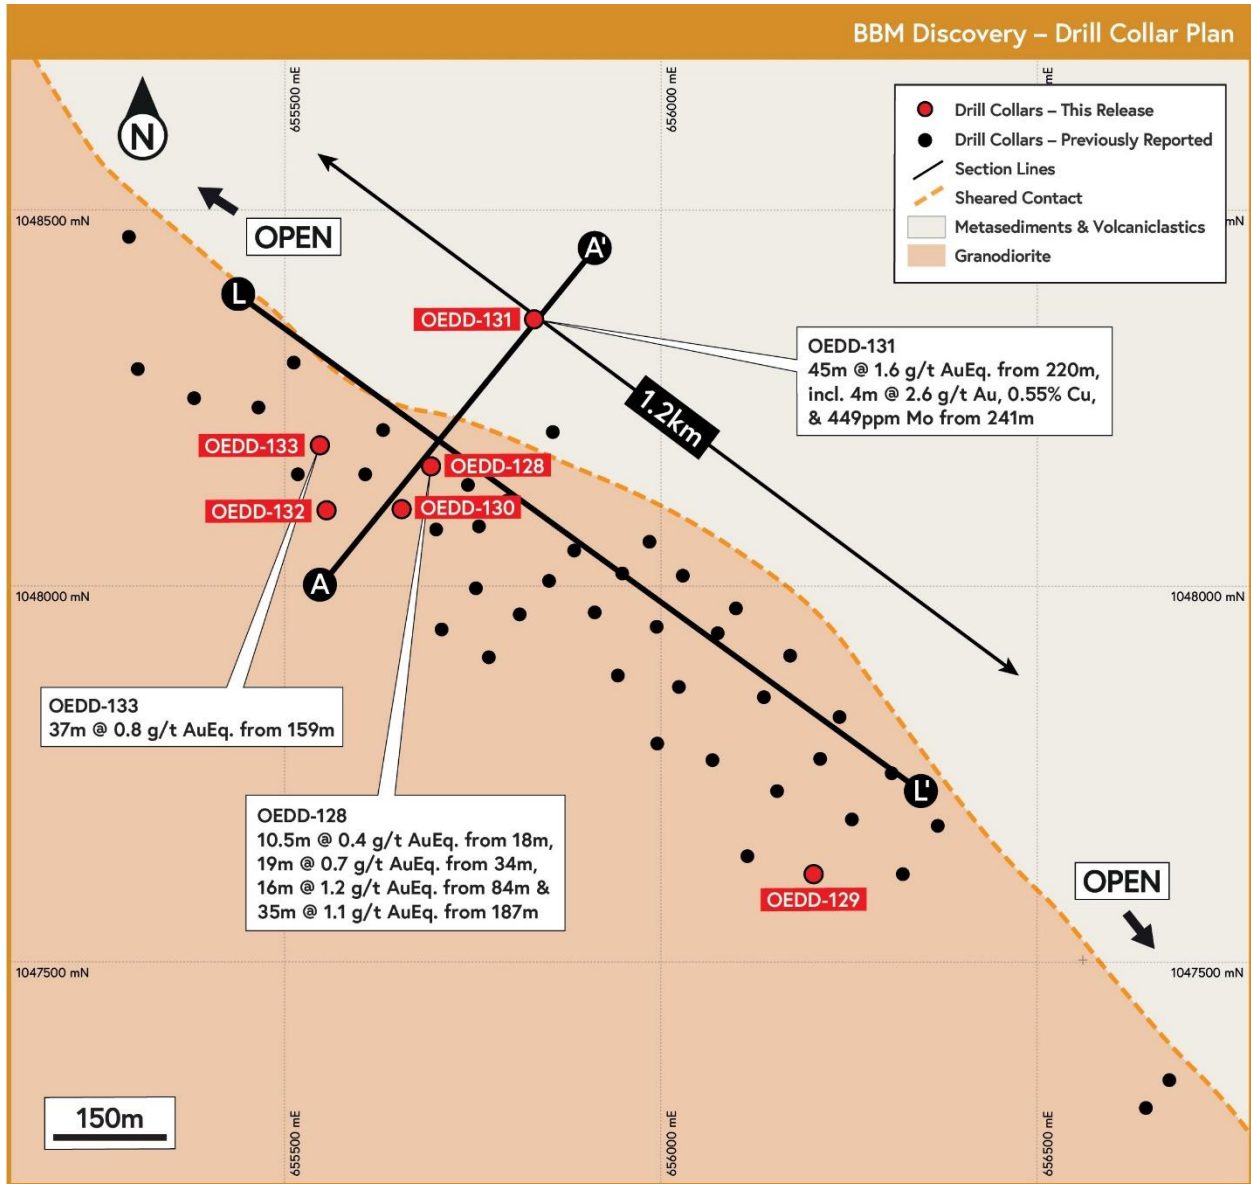 BBM Discovery – Drill Collar Plan
655500 mE
656000 mE
mE
Drill Collars – This Release
Drill Collars – Previously Reported
Section Lines
Sheared Contact
Metasediments & Volcaniclastics
Granodiorite
N
OPEN
1048500 mN
mN
A'
L
OEDD-131
OEDD-131
45m @ 1.6 g/t AuEq. from 220m,
incl. 4m @ 2.6 g/t Au, 0.55% Cu,
& 449ppm Mo from 241m
1.2km
OEDD-133
OEDD-128
OEDD-132
OEDD-130
A
1048000 mN
1048000 mN
OEDD-133
37m @ 0.8 g/t AuEq. from 159m
OEDD-128
10.5m @ 0.4 g/t AuEq. from 18m,
19m @ 0.7 g/t AuEq. from 34m,
16m @ 1.2 g/t AuEq. from 84m &
35m @ 1.1 g/t AuEq. from 187m
L'
OEDD-129
OPEN
1047500 mN
1047500 mN
150m
655500 mE
656000 mE
656500 mE